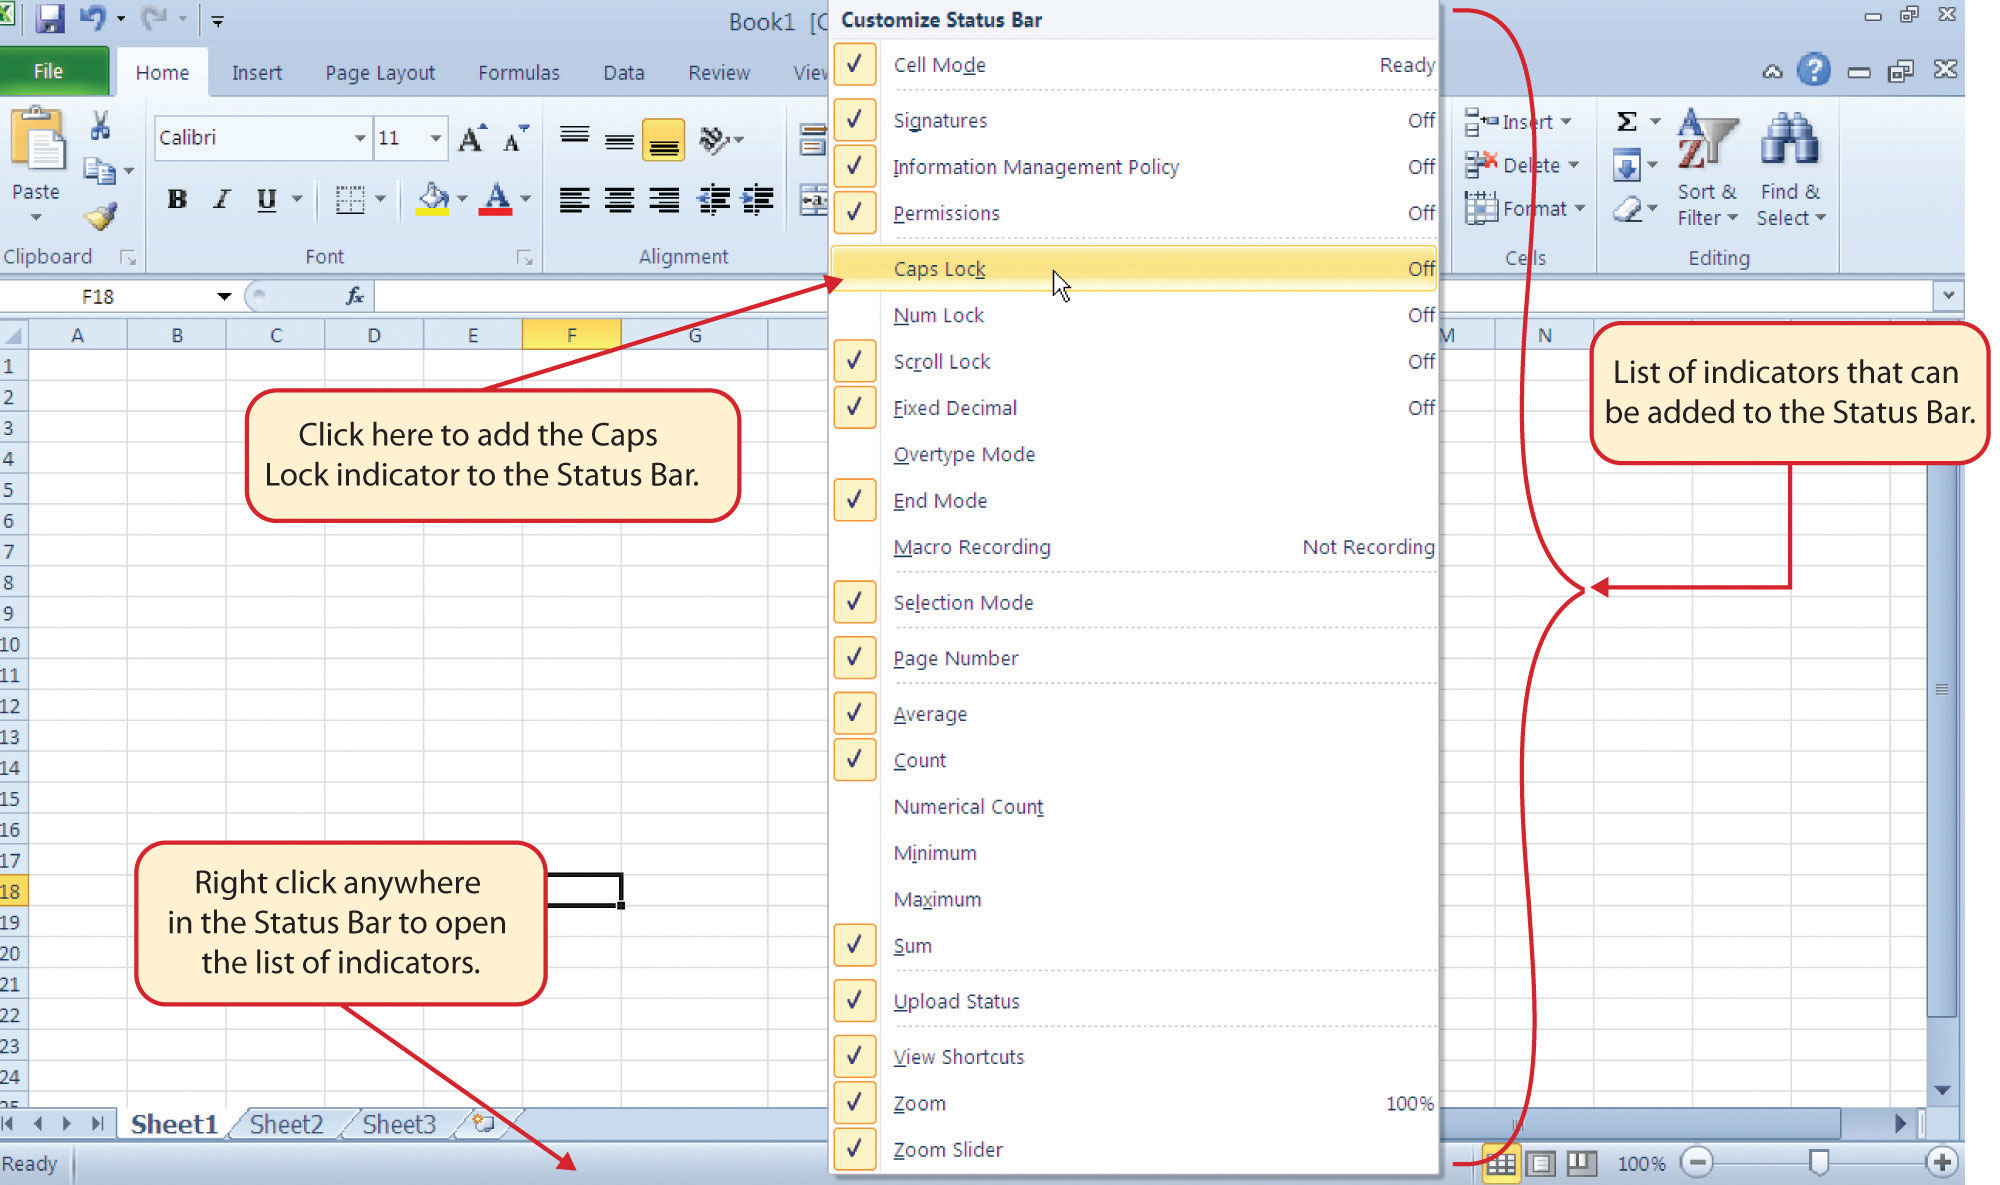 Book1 [C
Customize Status Bar
File Home Insert Page Layout Formulas Data Review View
Cell Mode Ready
Signatures Off
Information Management Policy Off
Permissions Off
Caps Lock Off
Num Lock Off
Scroll Lock Off
Fixed Decimal Off
Overtype Mode
End Mode
Macro Recording Not Recording
Selection Mode
Page Number
Average
Count
Numerical Count
Minimum
Maximum
Sum
Upload Status
View Shortcuts
Zoom 100%
Zoom Slider
Paste
Calibri 11
B I U
Clipboard Font Alignment
Insert
Delete
Format
Sort &
Filter
Find &
Select
Cells Editing
F18 fx
A B C D E F G M N
1
2
3
4
5
6
7
8
9
10
11
12
13
14
15
16
17
18
19
20
21
22
23
24
25
Click here to add the Caps
Lock indicator to the Status Bar.
List of indicators that can
be added to the Status Bar.
Right click anywhere
in the Status Bar to open
the list of indicators.
Sheet1 Sheet2 Sheet3
Ready 100%